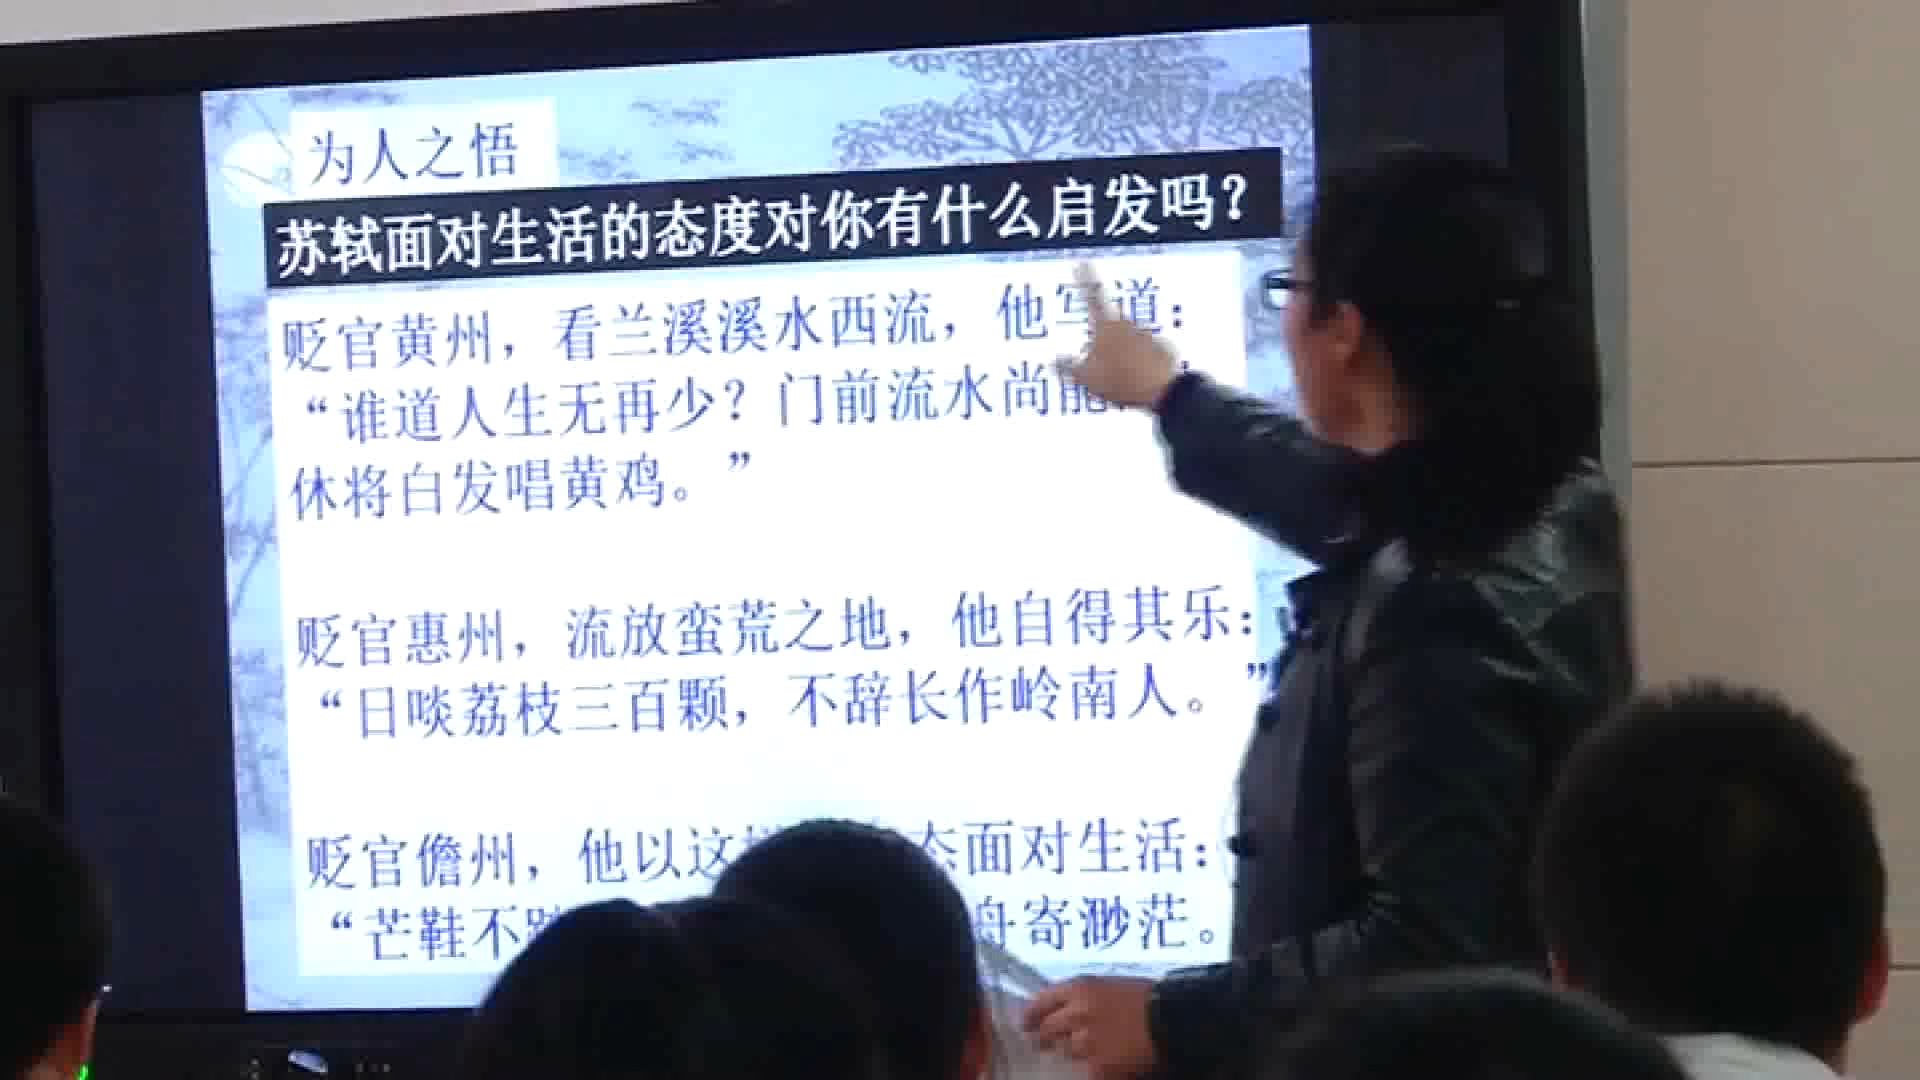 为人之悟
苏轼面对生活的态度对你有什么启发吗？
贬官黄州，看兰溪溪水西流，他写道：
“谁道人生无再少？门前流水尚能
休将白发唱黄鸡。”
贬官惠州，流放蛮荒之地，他自得其乐：
“日啖荔枝三百颗，不辞长作岭南人。”
贬官儋州，他以这 态面对生活：
“芒鞋不 舟寄渺茫。